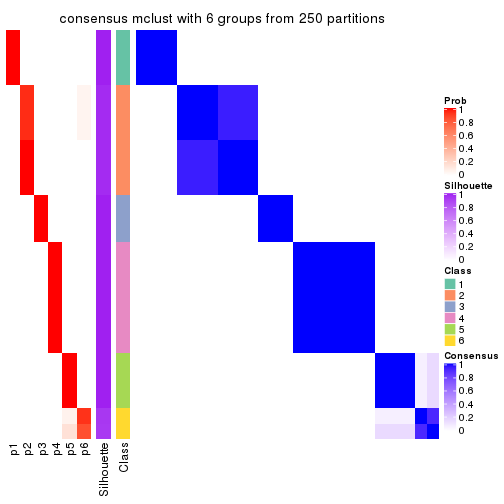 consensus mclust with 6 groups from 250 partitions
Prob
1
0.8
0.6
0.4
0.2
0
Silhouette
1
0.8
0.6
0.4
0.2
0
Class
1
2
3
4
5
6
Consensus
1
0.8
0.6
0.4
0.2
0
p1
p2
p3
p4
p5
p6
Silhouette
Class